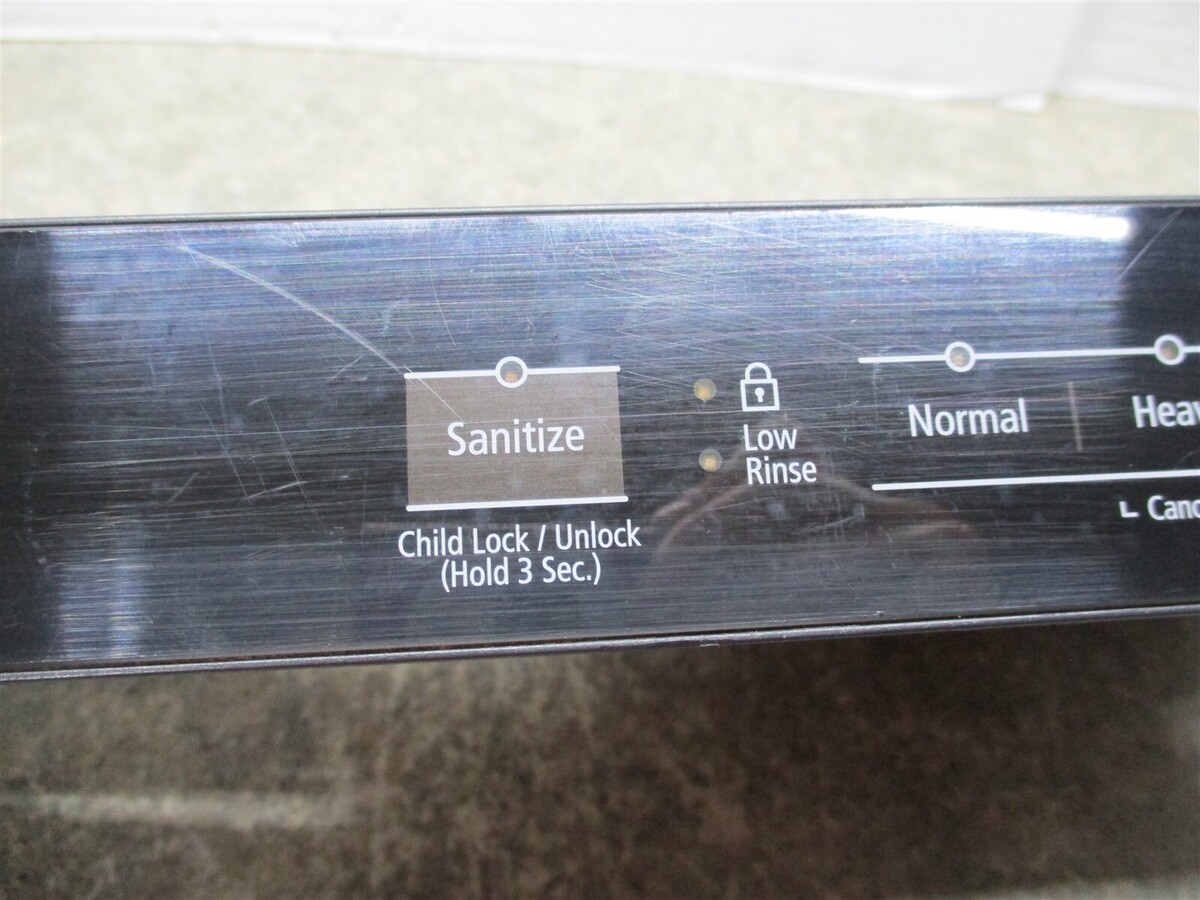 Sanitize
Child Lock / Unlock
(Hold 3 Sec.)
Low
Rinse
Normal